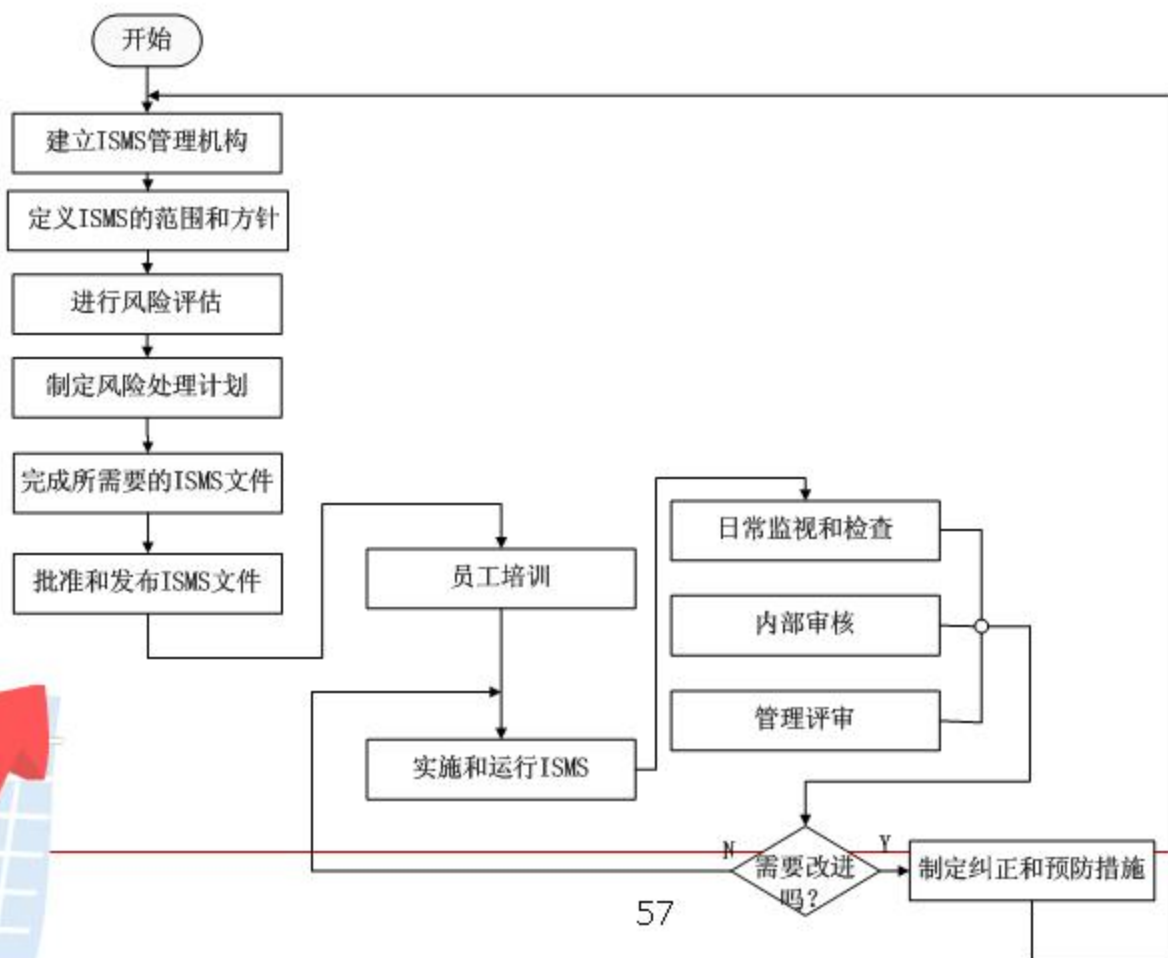 开始
建立ISMS管理机构
定义ISMS的范围和方针
进行风险评估
制定风险处理计划
完成所需要的ISMS文件
批准和发布ISMS文件
员工培训
实施和运行ISMS
日常监视和检查
内部审核
管理评审
N
Y
需要改进
吗?
制定纠正和预防措施
57